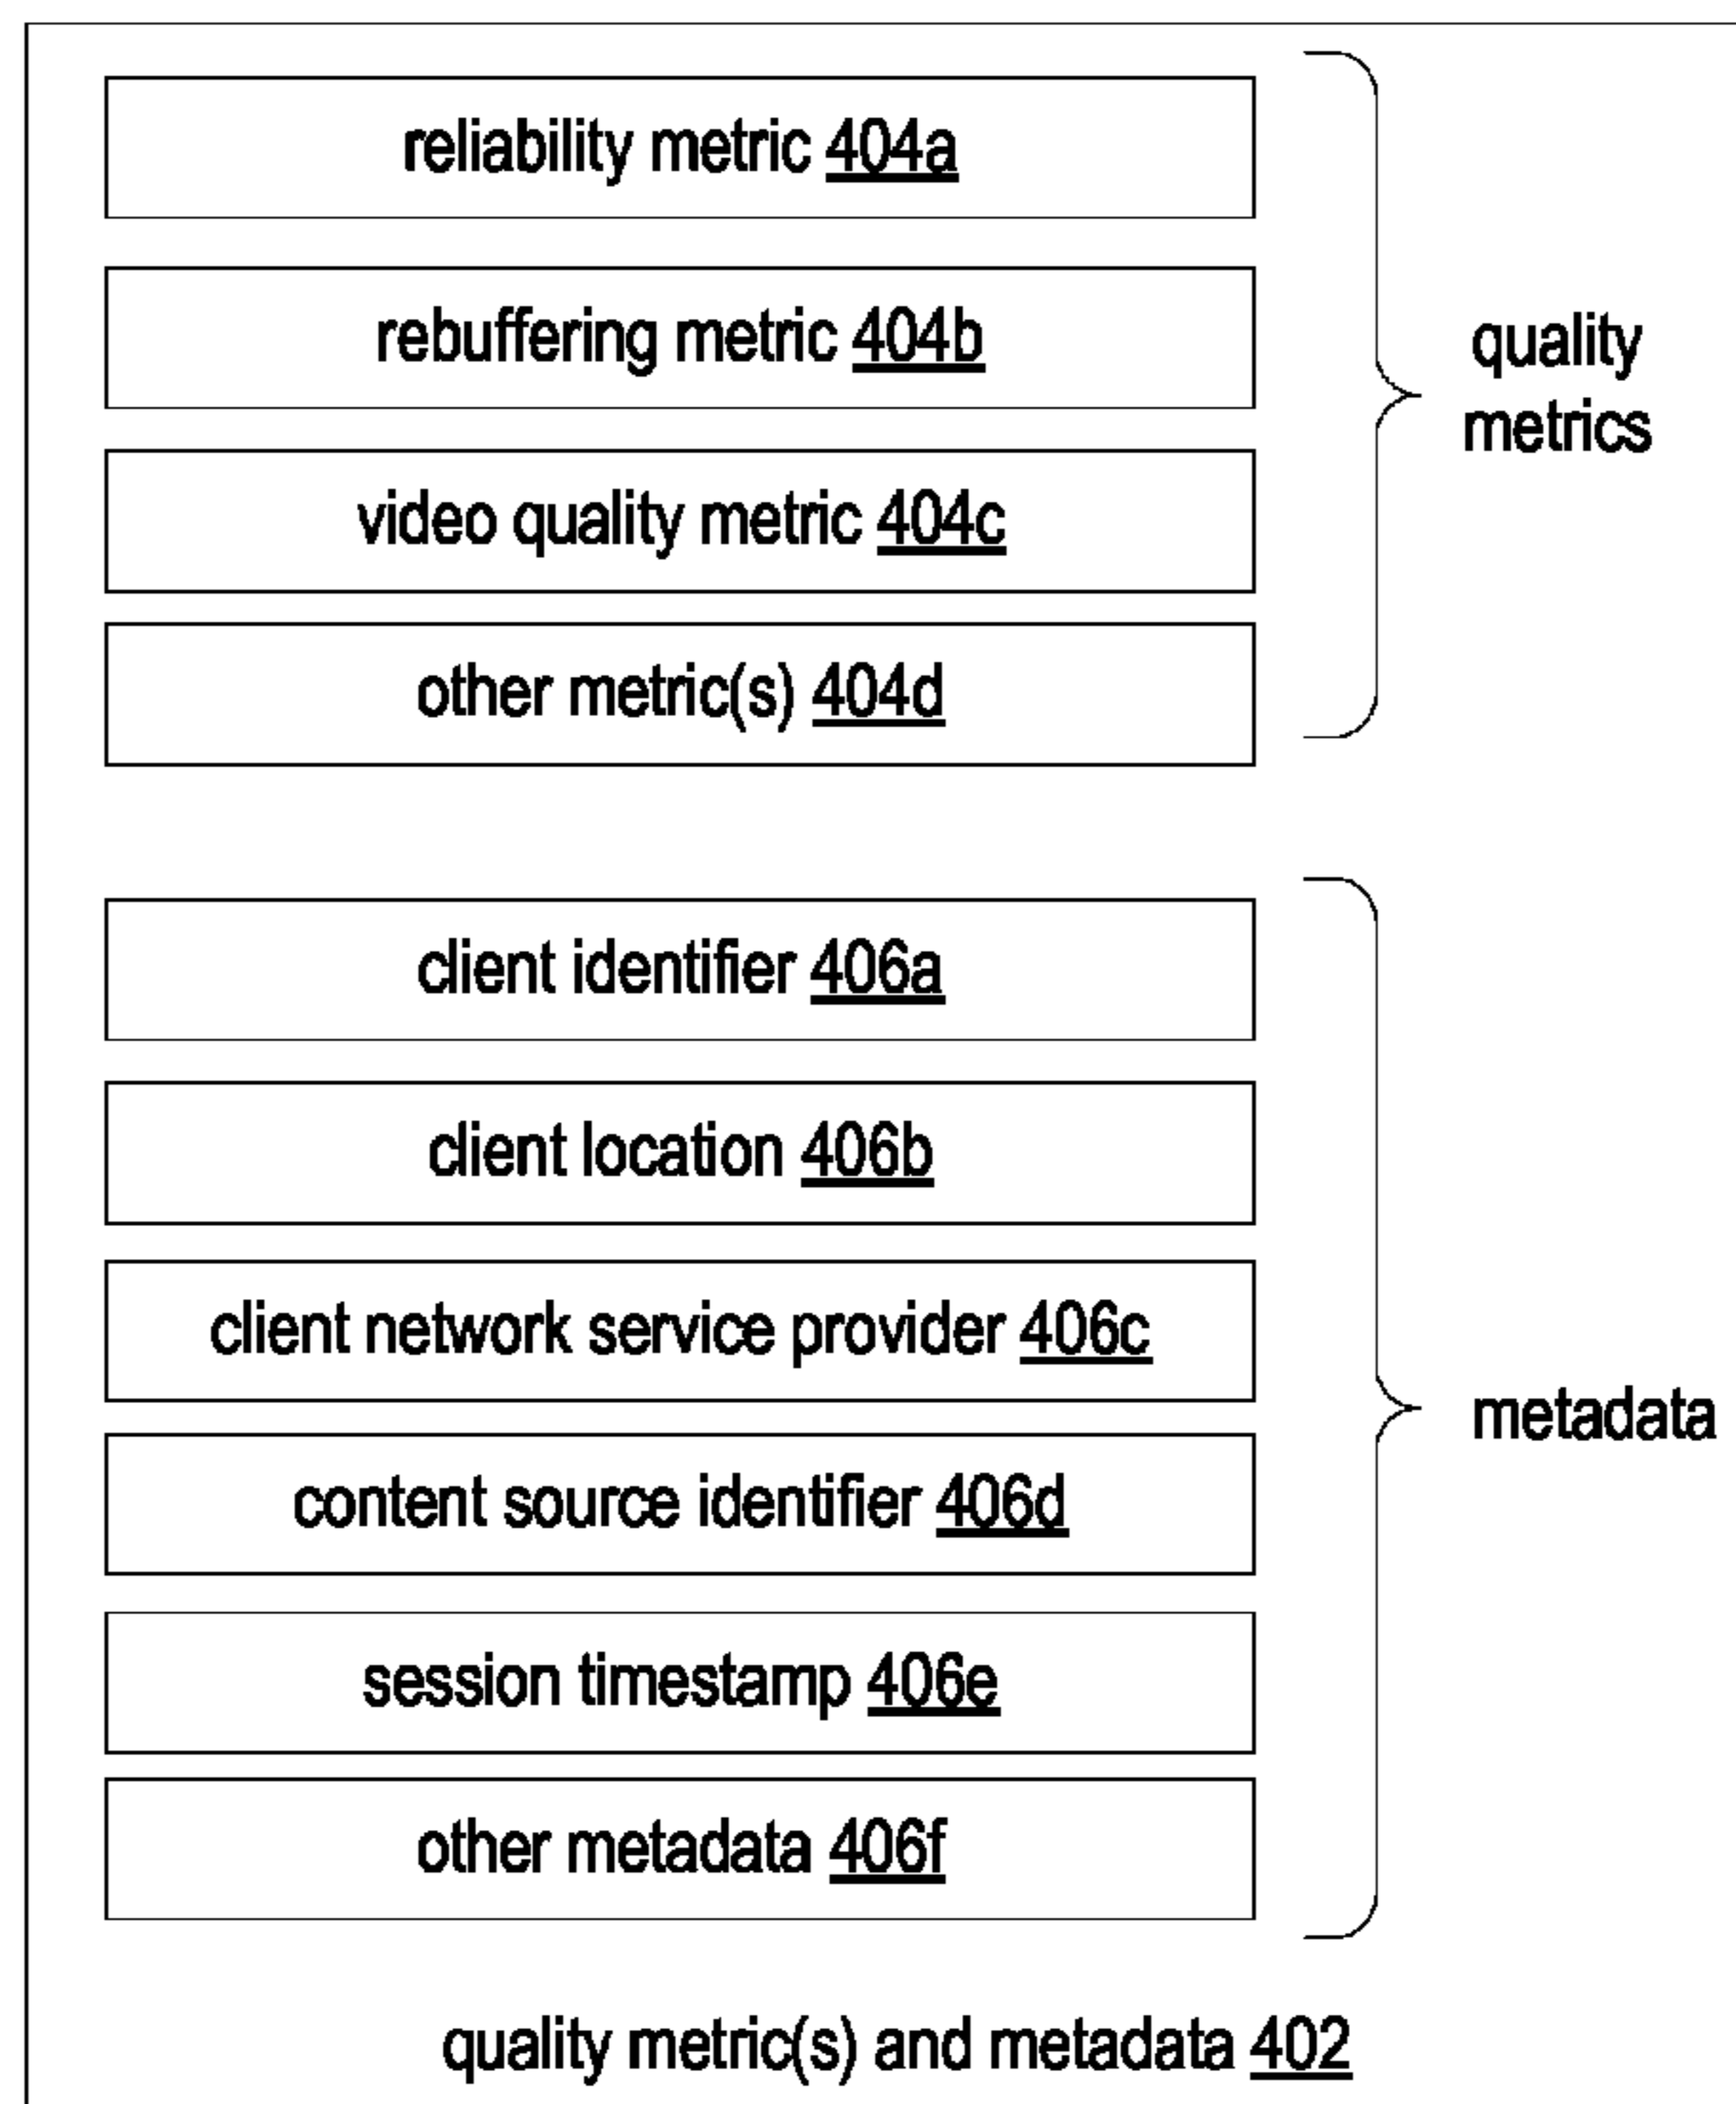 reliability metric 404a
rebuffering metric 404b
quality
metrics
video quality metric 404c
other metric(s) 404d
client identifier 406a
client location 406b
client network service provider 406c
metadata
content source identifier 406d
session timestamp 406e
other metadata 406f
quality metric(s) and metadata 402